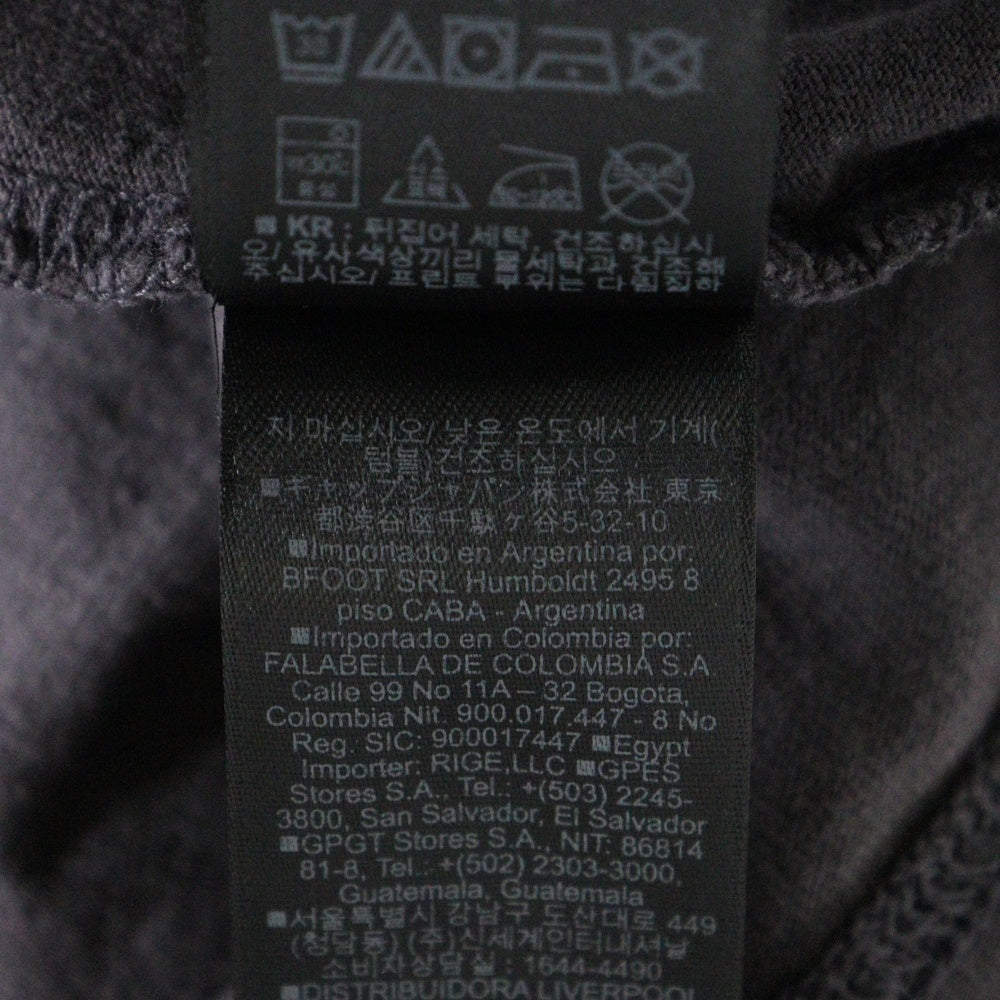 30
■ KR : 뒤집어 세탁, 건조하십시
오/ 유사색상끼리 물세탁과 건조해
주십시오/ 프린트 부위는 다림질하
지 마십시오/ 낮은 온도에서 기계(
텀블)건조하십시오
■ギャップジャパン株式会社 東京
都渋谷区千駄ヶ谷5-32-10
■Importado en Argentina por:
BFOOT SRL Humboldt 2495 8
piso CABA - Argentina
■Importado en Colombia por:
FALABELLA DE COLOMBIA S.A.
Calle 99 No 11A – 32 Bogota,
Colombia Nit. 900.017.447 - 8 No
Reg. SIC: 900017447 ■Egypt
Importer: RIGE,LLC ■GPES
Stores S.A., Tel.: +(503) 2245-
3800, San Salvador, El Salvador
■GPGT Stores S.A., NIT: 86814
81-8, Tel.:-+(502) 2303-3000,
Guatemala, Guatemala
■서울특별시 강남구 도산대로 449
(청담동) (주)신세계인터내셔날
소비자상담실 : 1644-4490
■DISTRIBUIDORA LIVERPOOL